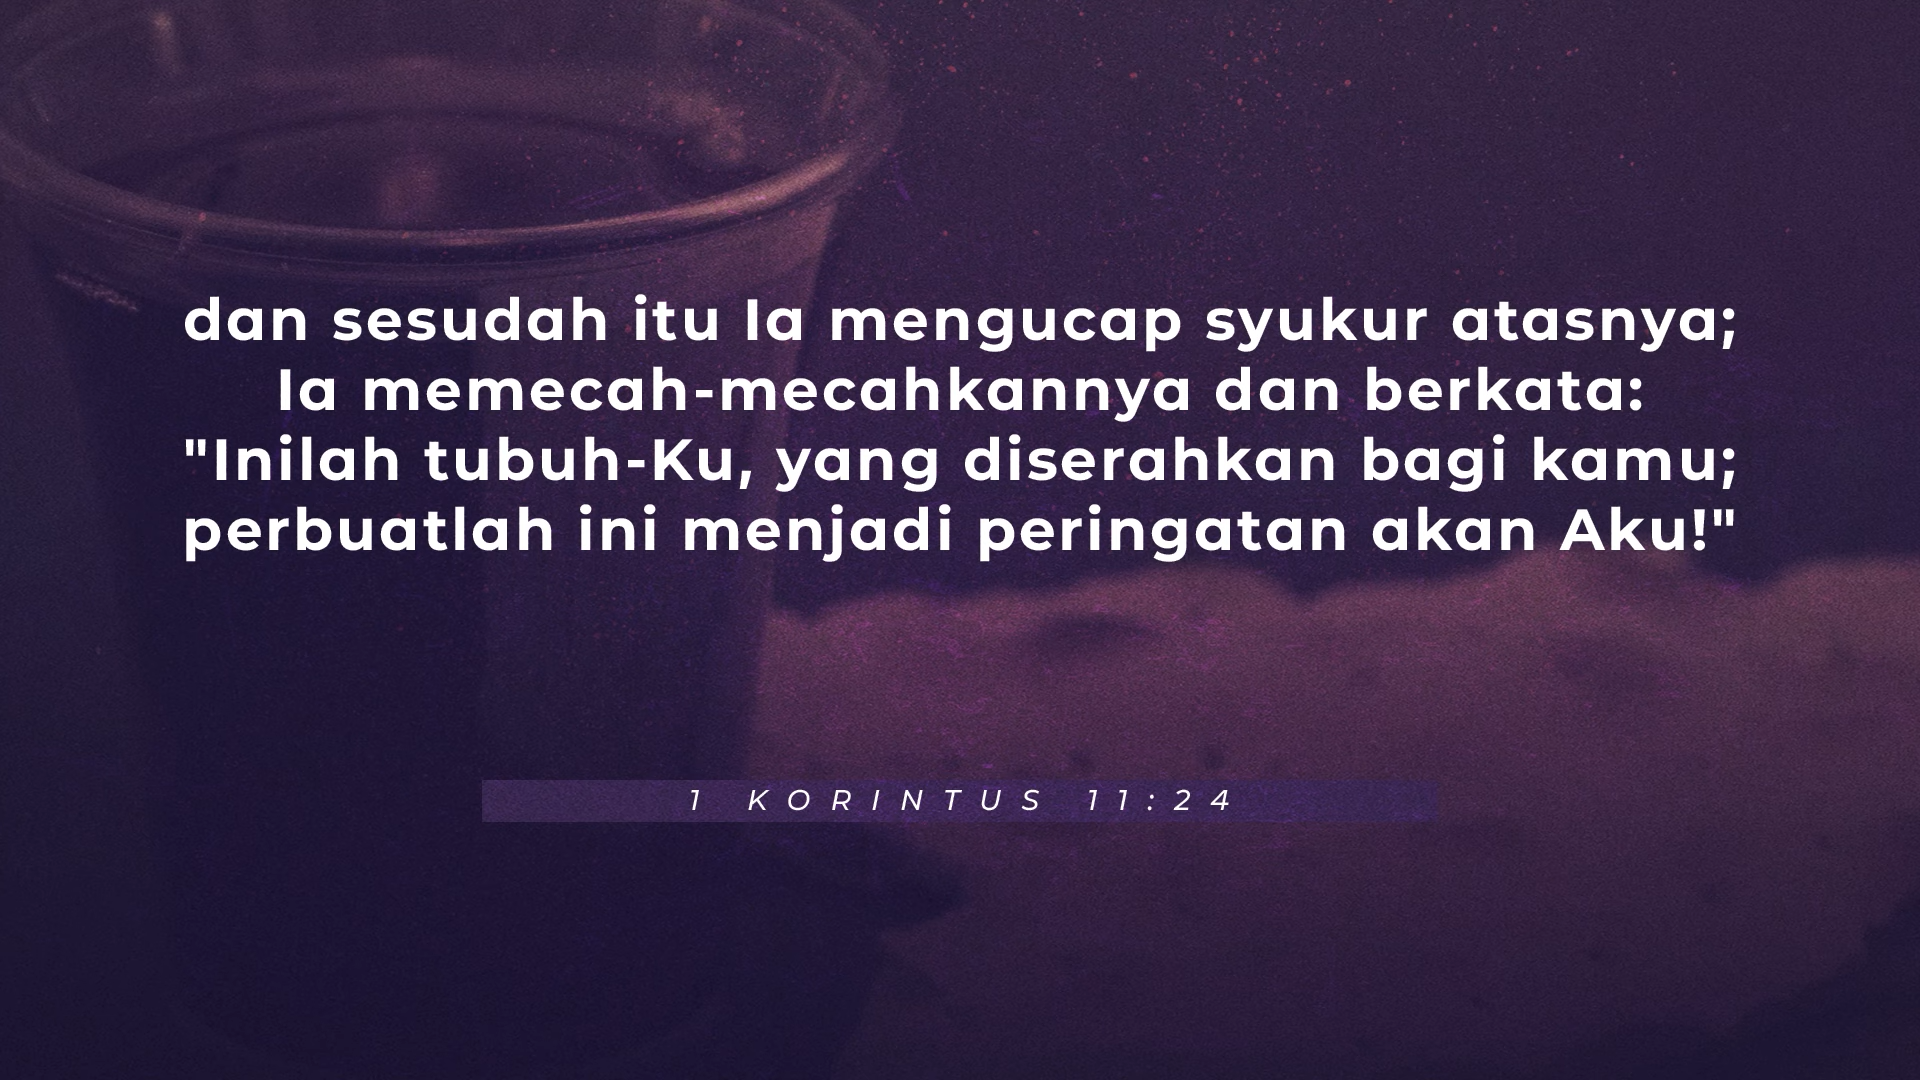 dan sesudah itu Ia mengucap syukur atasnya;
Ia memecah-mecahkannya dan berkata:
"Inilah tubuh-Ku, yang diserahkan bagi kamu;
perbuatlah ini menjadi peringatan akan Aku!"
1 KORINTUS 11:24